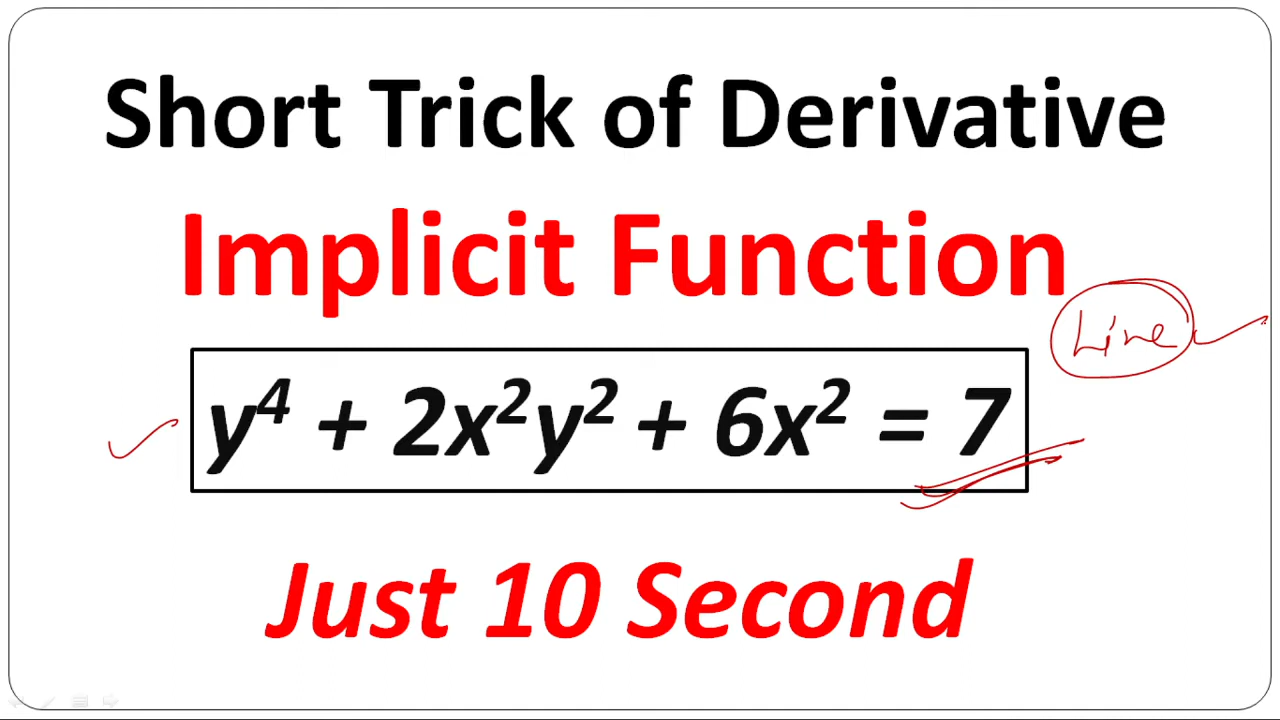 Short Trick of Derivative
Implicit Function
Line
y⁴ + 2x²y² + 6x² = 7
Just 10 Second